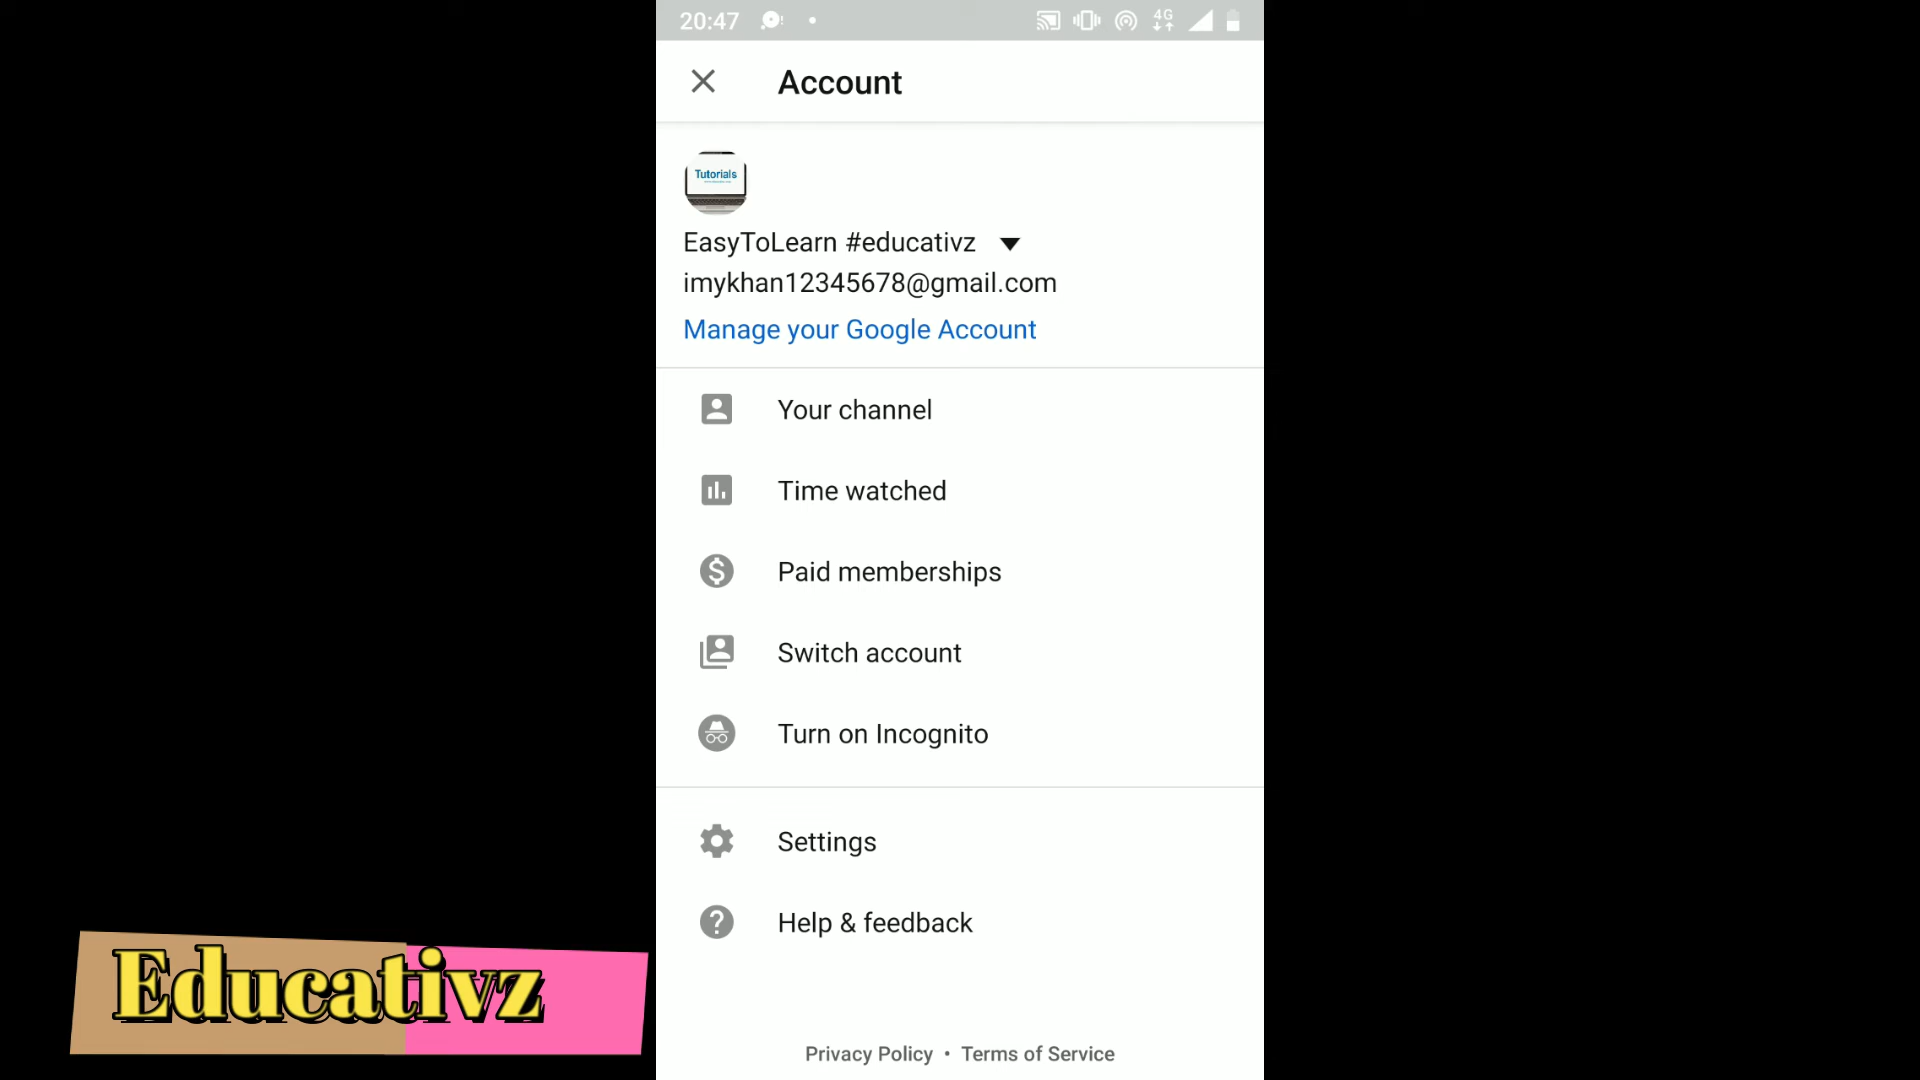 20:47
4G
Account
Tutorials
EasyToLearn #educativz
imykhan12345678@gmail.com
Manage your Google Account
Your channel
Time watched
Paid memberships
Switch account
Turn on Incognito
Settings
Help & feedback
Educativz
Privacy Policy • Terms of Service